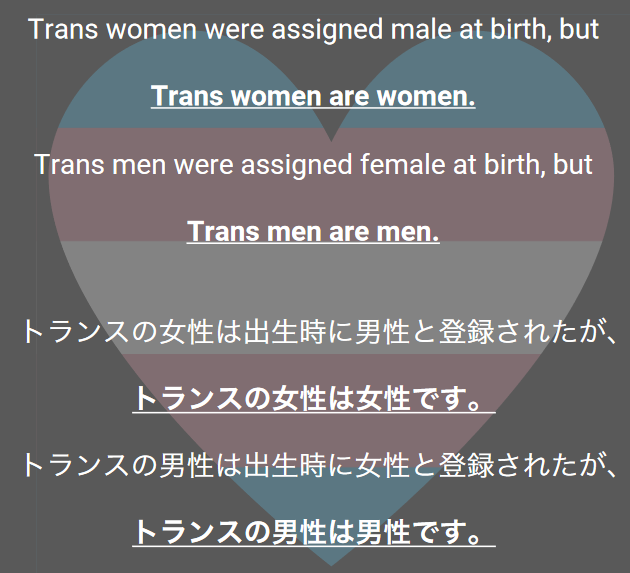 Trans women were assigned male at birth, but
Trans women are women.
Trans men were assigned female at birth, but
Trans men are men.
トランスの女性は出生時に男性と登録されたが、
トランスの女性は女性です。
トランスの男性は出生時に女性と登録されたが、
トランスの男性は男性です。